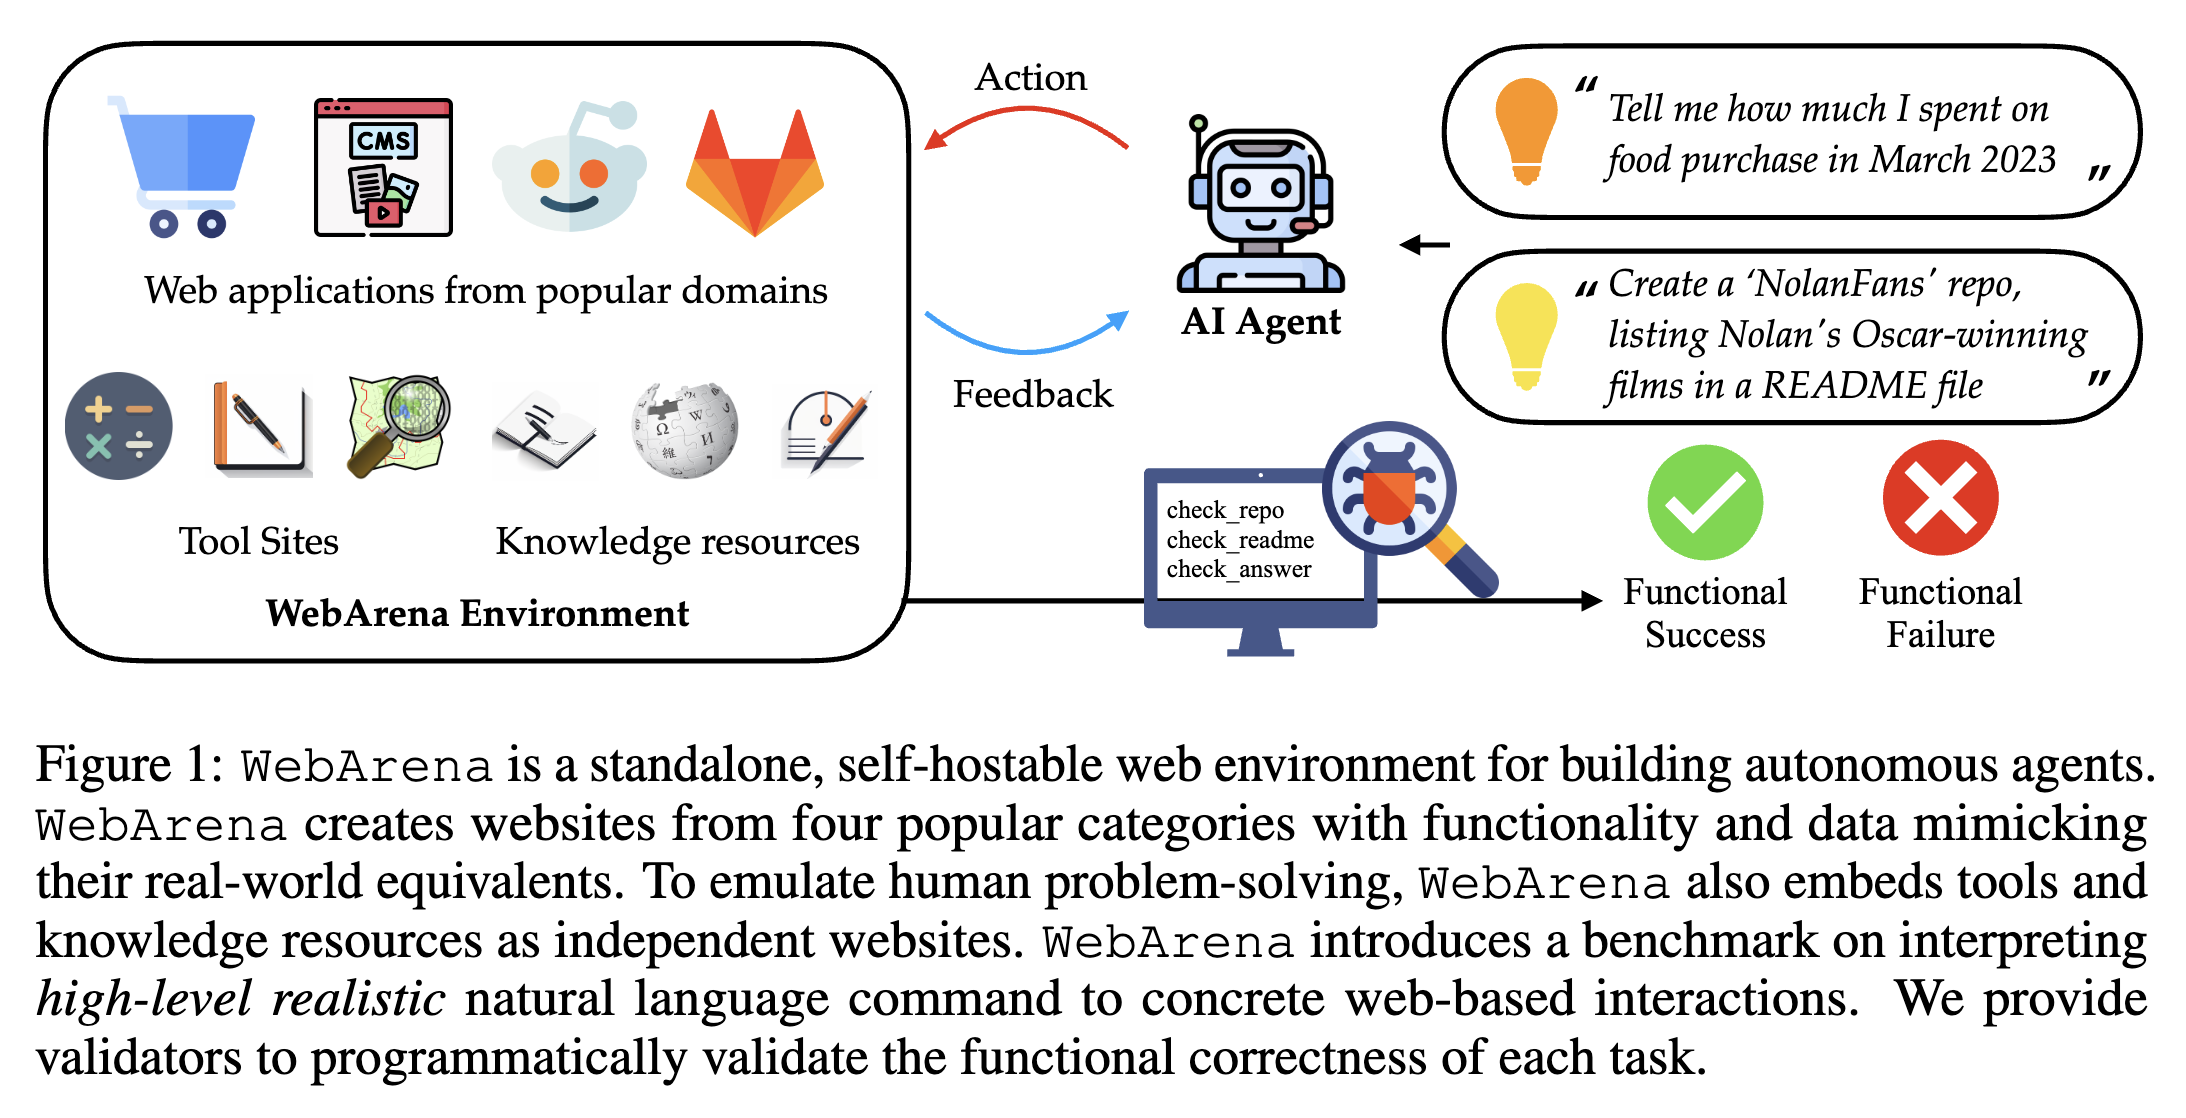 CMS
Web applications from popular domains
Tool Sites
Knowledge resources
WebArena Environment
Action
Feedback
AI Agent
“ Tell me how much I spent on
food purchase in March 2023 ”
“ Create a ‘NolanFans’ repo,
listing Nolan's Oscar-winning
films in a README file ”
check_repo
check_readme
check_answer
Functional
Success
Functional
Failure
Figure 1: WebArena is a standalone, self-hostable web environment for building autonomous agents.
WebArena creates websites from four popular categories with functionality and data mimicking
their real-world equivalents. To emulate human problem-solving, WebArena also embeds tools and
knowledge resources as independent websites. WebArena introduces a benchmark on interpreting
high-level realistic natural language command to concrete web-based interactions. We provide
validators to programmatically validate the functional correctness of each task.